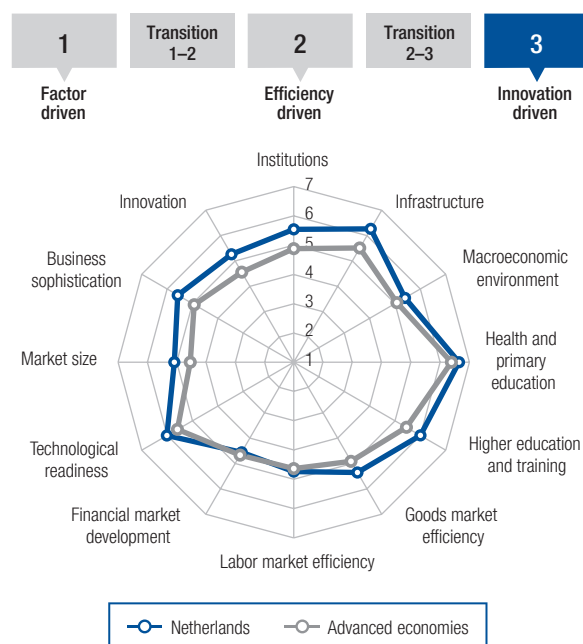 1
Transition
1–2
2
Transition
2–3
3
Factor
driven
Efficiency
driven
Innovation
driven
Institutions
7
6
5
4
3
2
1
Infrastructure
Macroeconomic
environment
Health and
primary
education
Higher education
and training
Goods market
efficiency
Labor market efficiency
Financial market
development
Technological
readiness
Market size
Business
sophistication
Innovation
Netherlands
Advanced economies